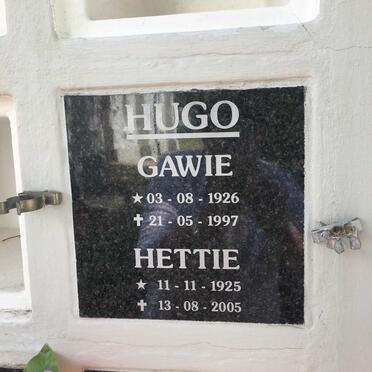 HUGO
GAWIE
★ 03 - 08 - 1926
✝ 21 - 05 - 1997
HETTIE
★ 11 - 11 - 1925
✝ 13 - 08 - 2005